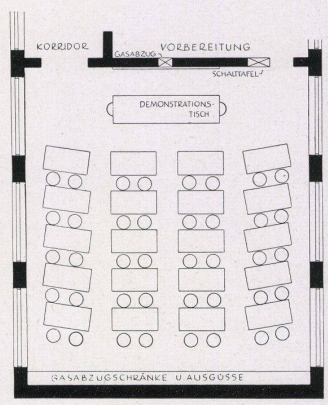 KORRIDOR
VORBEREITUNG
GASABZUG
SCHALTTAFEL
DEMONSTRATIONS-
TISCH
GASABZUGSCHRÄNKE U AUSGÜSSE